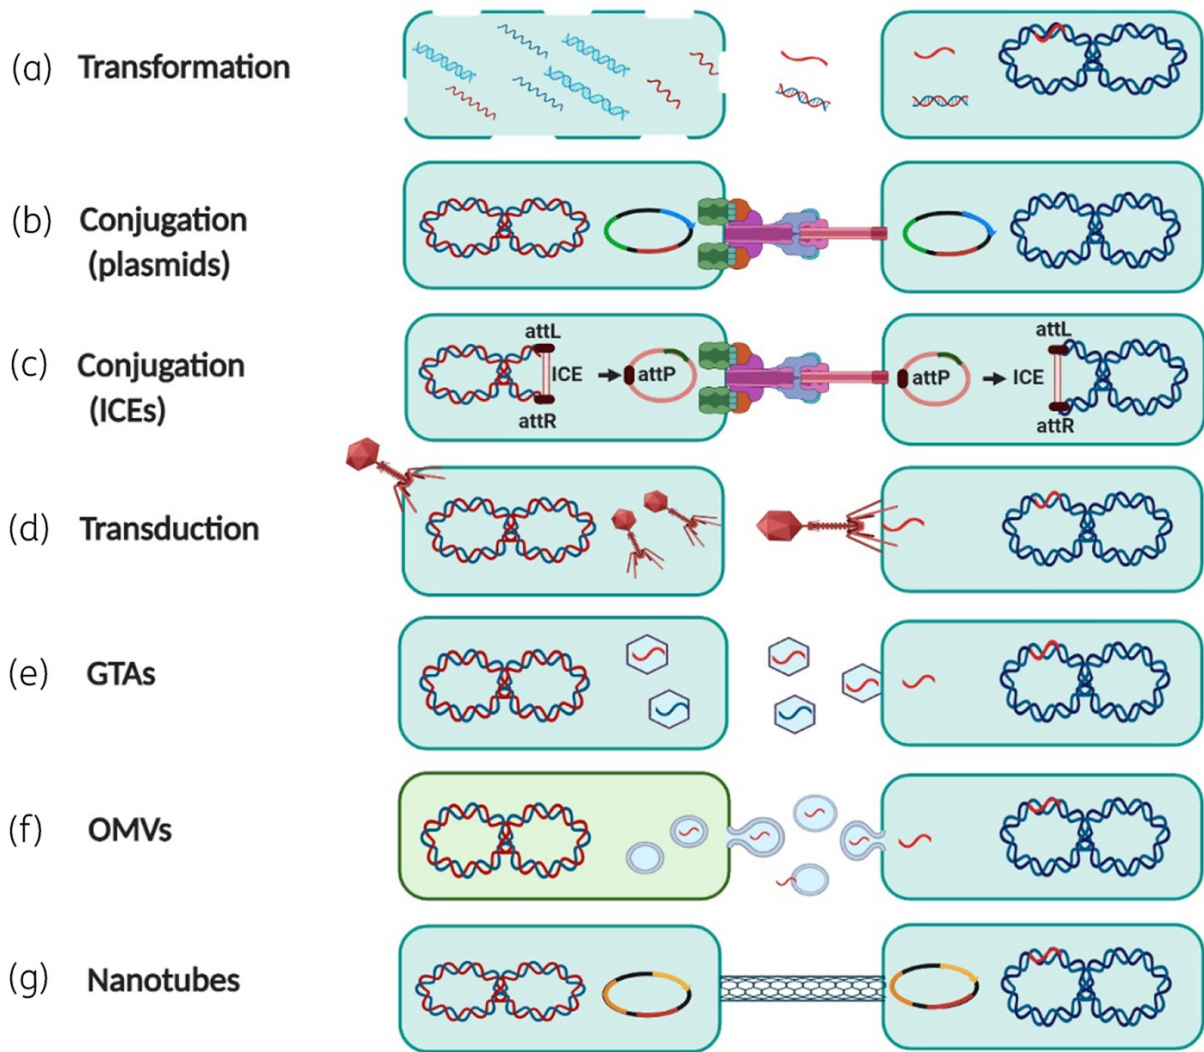 (a) Transformation
(b) Conjugation
(plasmids)
(c) Conjugation
(ICEs)
attL
ICE
attP
attR
attP
ICE
attL
attR
(d) Transduction
(e) GTAs
(f) OMVs
(g) Nanotubes